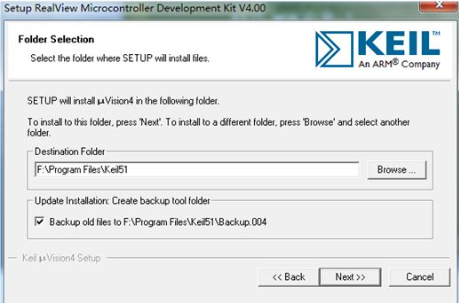 Setup RealView Microcontroller Development Kit V4.00
Folder Selection
Select the folder where SETUP will install files.
KEIL™
An ARM® Company
SETUP will install µVision4 in the following folder.
To install to this folder, press 'Next'. To install to a different folder, press 'Browse' and select another
folder.
Destination Folder
F:\Program Files\Keil51
Browse ...
Update Installation: Create backup tool folder
Backup old files to F:\Program Files\Keil51\Backup.004
Keil µVision4 Setup
<< Back
Next >>
Cancel